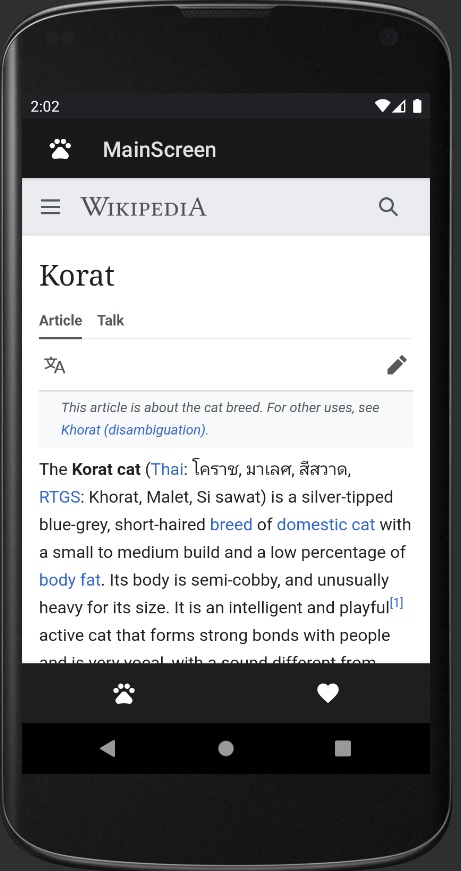 2:02
MainScreen
WIKIPEDIA
Korat
Article Talk
文A
This article is about the cat breed. For other uses, see
Khorat (disambiguation).
The Korat cat (Thai: โคราช, มาเลศ, สีสวาด,
RTGS: Khorat, Malet, Si sawat) is a silver-tipped
blue-grey, short-haired breed of domestic cat with
a small to medium build and a low percentage of
body fat. Its body is semi-cobby, and unusually
heavy for its size. It is an intelligent and playful[1]
active cat that forms strong bonds with people
and is very vocal, with a sound different from